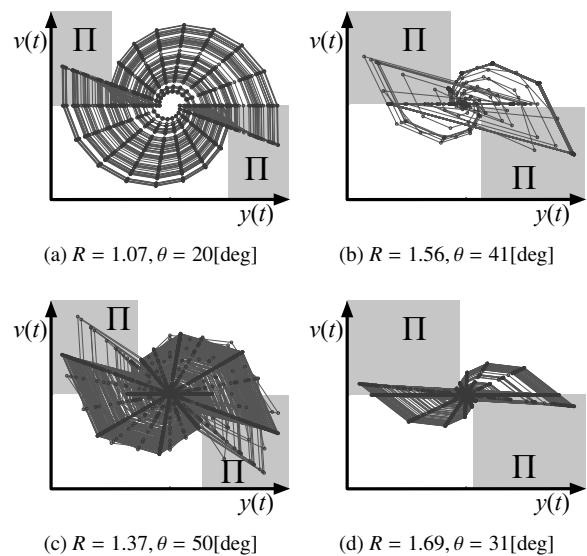 v(t)
Π
Π
y(t)
(a) R = 1.07, θ = 20[deg]
v(t)
Π
Π
y(t)
(b) R = 1.56, θ = 41[deg]
v(t)
Π
Π
y(t)
(c) R = 1.37, θ = 50[deg]
v(t)
Π
Π
y(t)
(d) R = 1.69, θ = 31[deg]